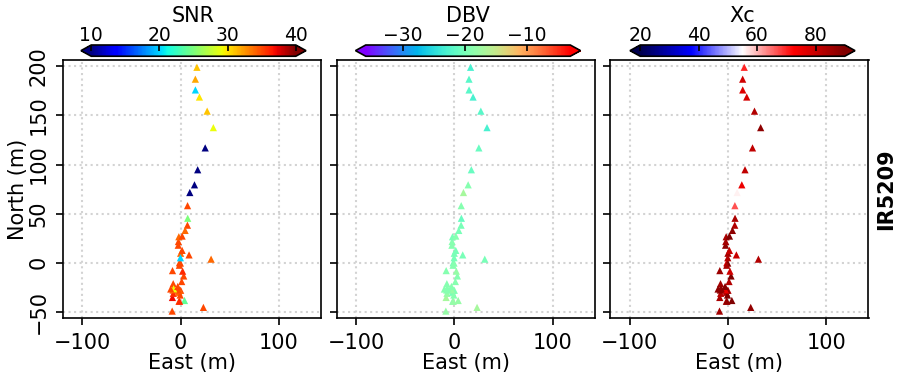 SNR DBV Xc
10 20 30 40 −30 −20 −10 20 40 60 80
200
150
100
50
0
−50
North (m)
IR5209
−100 0 100 −100 0 100 −100 0 100
East (m) East (m) East (m)